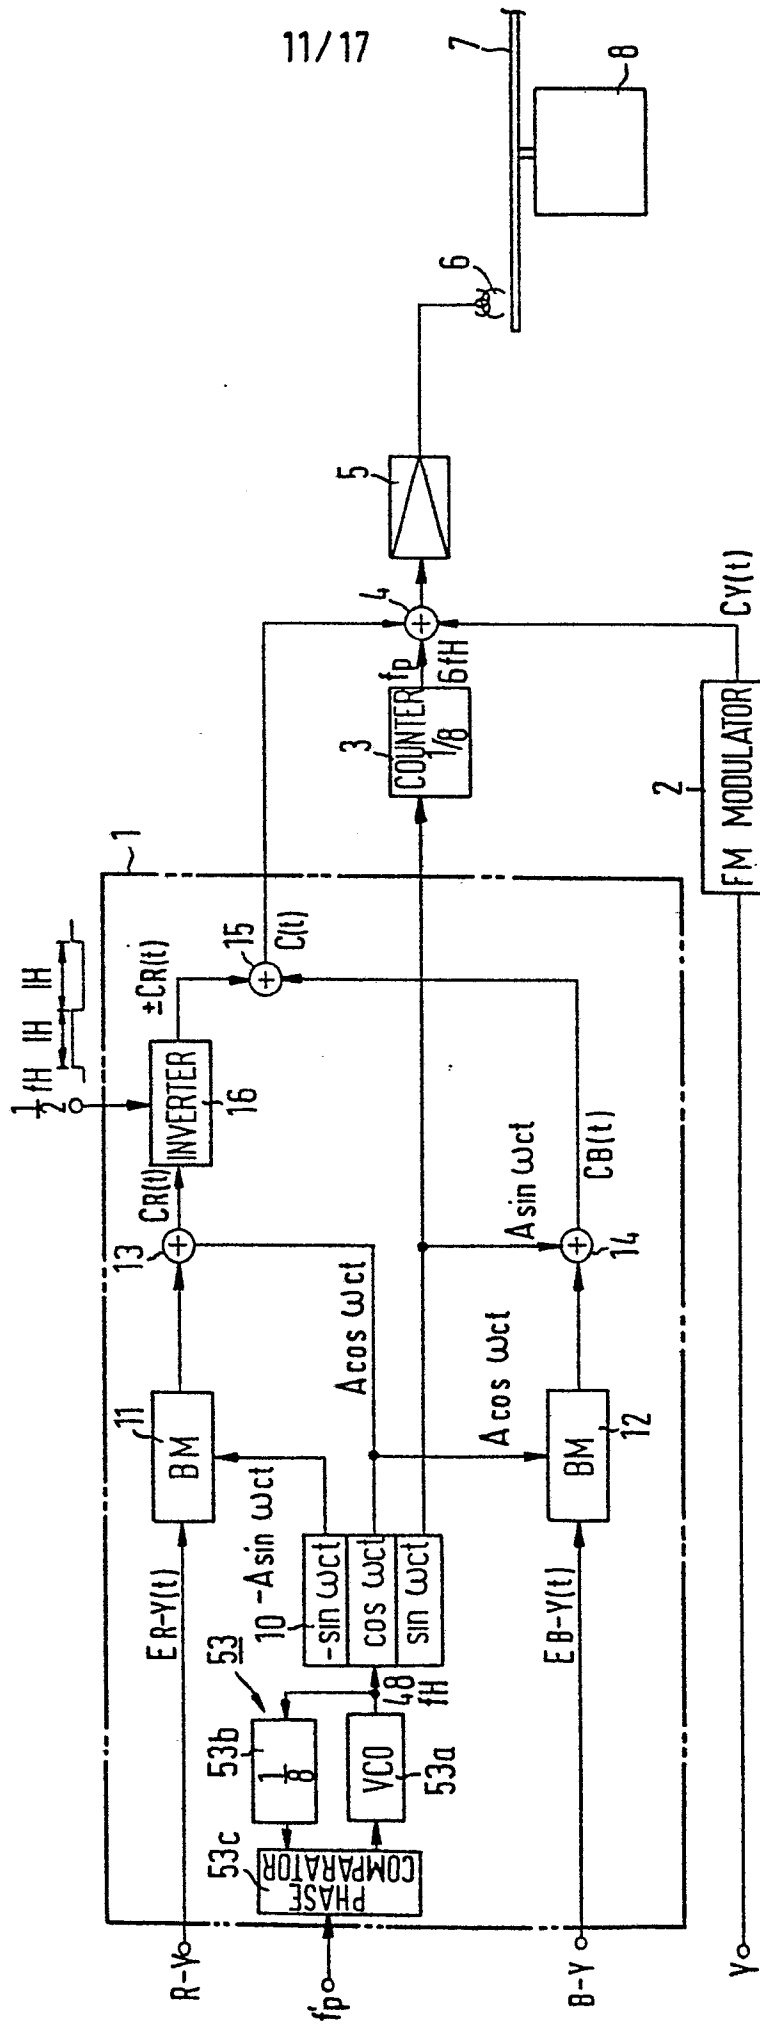 11/17
R-Y
f'p
B-Y
Y
PHASE
COMPARATOR
53c
53b
1/8
53
VCO
53a
48
fH
10
-sin ωct
cos ωct
sin ωct
-Asin ωct
ER-Y(t)
EB-Y(t)
BM
11
BM
12
A cos ωct
A cos ωct
A sin ωct
13
14
CR(t)
CB(t)
1/2 fH
1H
1H
INVERTER
16
±CR(t)
15
C(t)
1
COUNTER
1/8
3
fp
6fH
4
FM MODULATOR
2
CY(t)
5
6
7
8